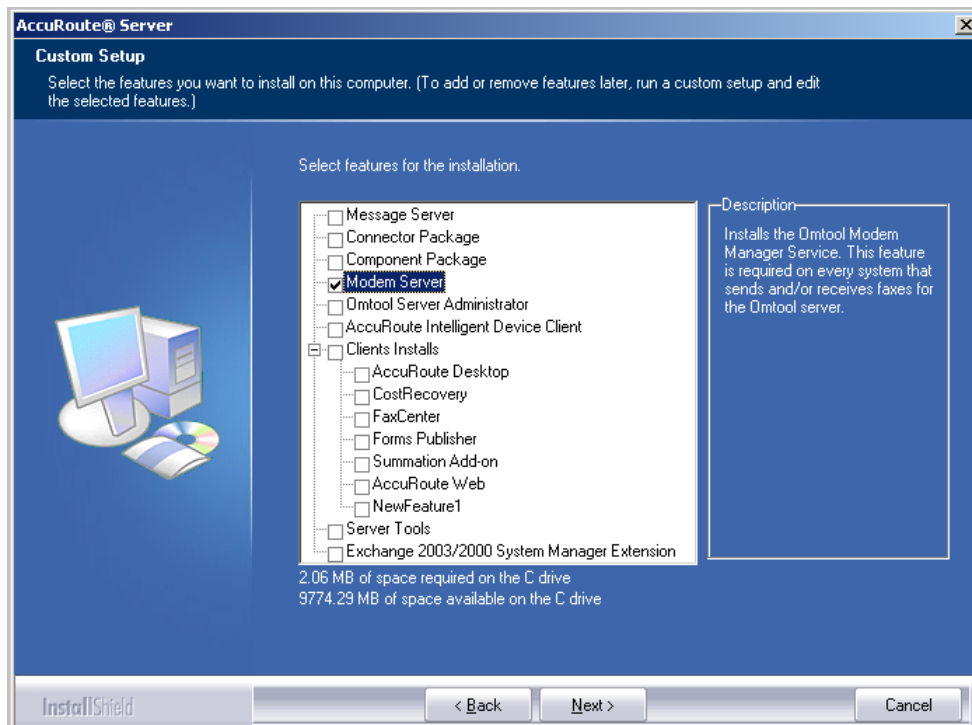 AccuRoute® Server
Custom Setup
Select the features you want to install on this computer. (To add or remove features later, run a custom setup and edit
the selected features.)
Select features for the installation.
Message Server
Connector Package
Component Package
Modem Server
Omtool Server Administrator
AccuRoute Intelligent Device Client
Clients Installs
AccuRoute Desktop
CostRecovery
FaxCenter
Forms Publisher
Summation Add-on
AccuRoute Web
NewFeature1
Server Tools
Exchange 2003/2000 System Manager Extension
Description
Installs the Omtool Modem
Manager Service. This feature
is required on every system that
sends and/or receives faxes for
the Omtool server.
2.06 MB of space required on the C drive
9774.29 MB of space available on the C drive
InstallShield
< Back
Next >
Cancel